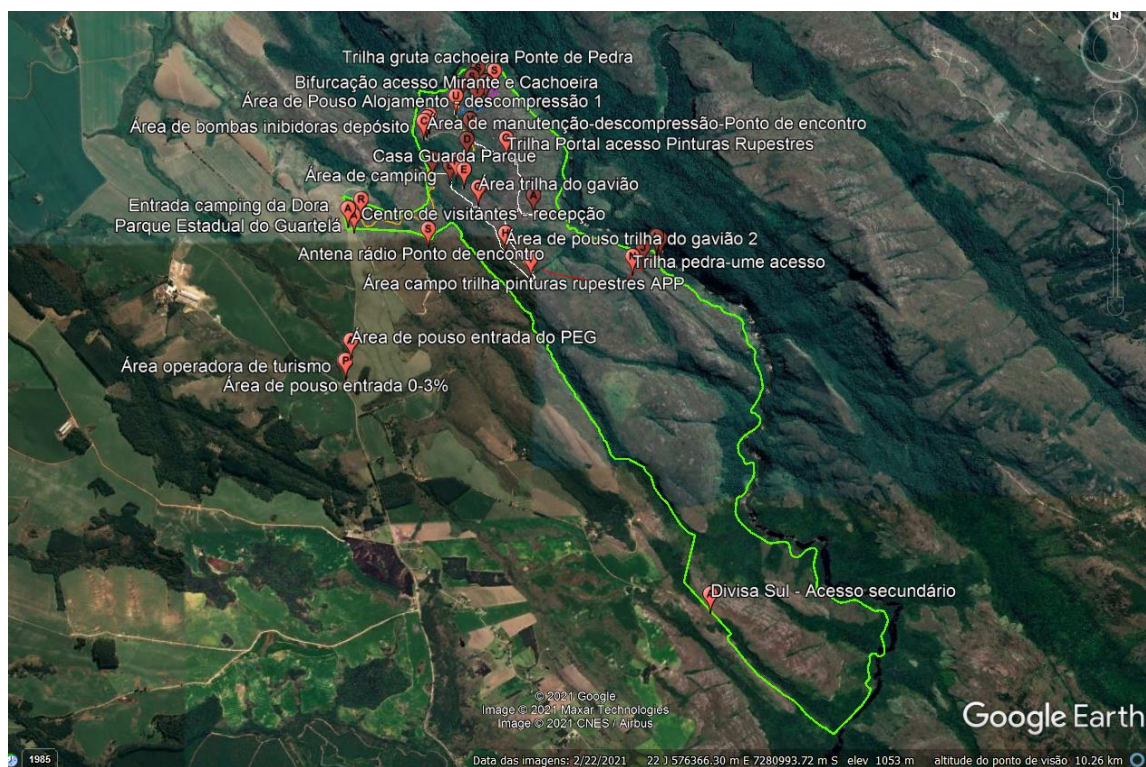 N
Trilha gruta cachoeira Ponte de Pedra
S
Bifurcação acesso Mirante e Cachoeira
U
Área de Pouso Alojamento - descompressão 1
C
Área de bombas inibidoras depósito
Área de manutenção-descompressão-Ponto de encontro
D
Trilha Portal acesso Pinturas Rupestres
Casa Guarda Parque
E
Área de camping
Área trilha do gavião
A
R
Entrada camping da Dora
A
Centro de visitantes - recepção
Parque Estadual do Guartelá
A
S
H
Área de pouso trilha do gavião 2
Antena rádio Ponto de encontro
Trilha pedra-ume acesso
Área campo trilha pinturas rupestres APP
Área de pouso entrada do PEG
P
Área operadora de turismo
Área de pouso entrada 0-3%
Divisa Sul - Acesso secundário
© 2021 Google
Image © 2021 Maxar Technologies
Image © 2021 CNES / Airbus
Google Earth
1985
Data das imagens: 2/22/2021 22 J 576366.30 m E 7280993.72 m S elev 1053 m altitude do ponto de visão 10.26 km